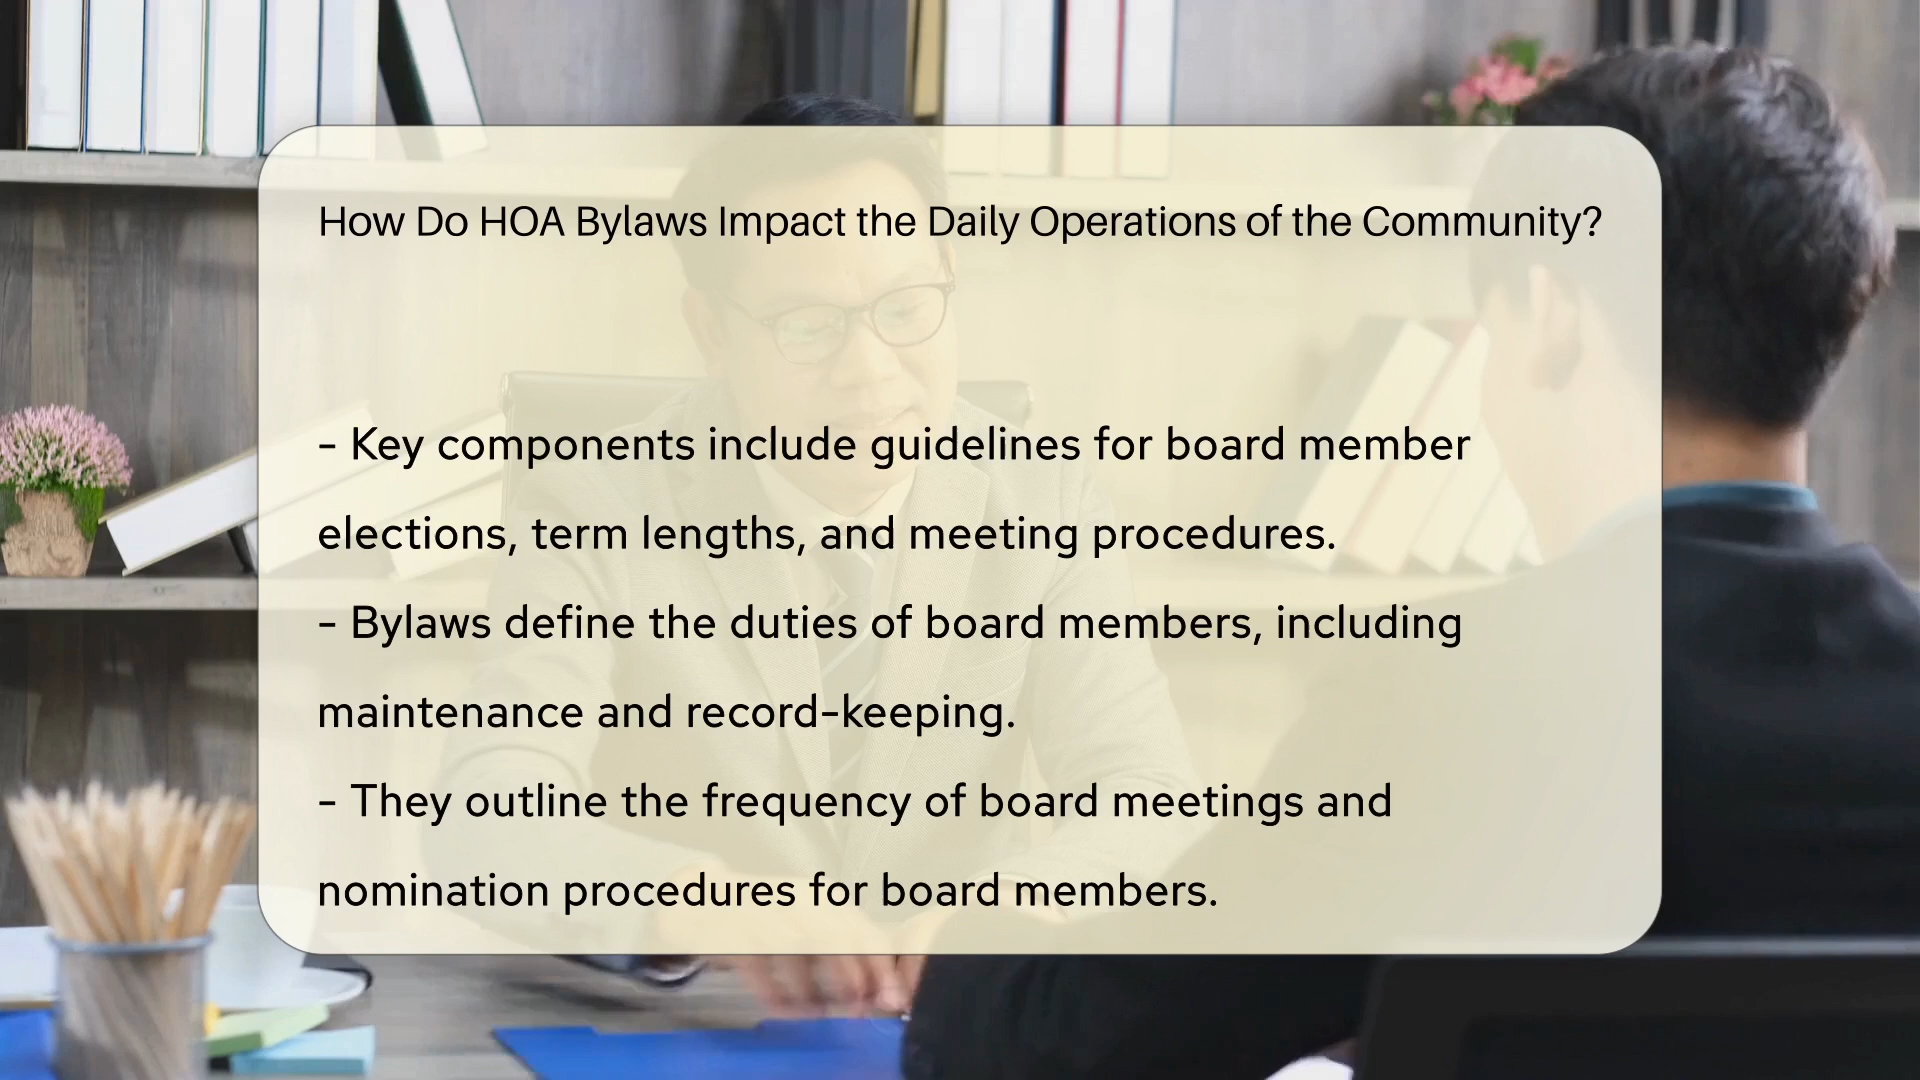 How Do HOA Bylaws Impact the Daily Operations of the Community?
- Key components include guidelines for board member
elections, term lengths, and meeting procedures.
- Bylaws define the duties of board members, including
maintenance and record-keeping.
- They outline the frequency of board meetings and
nomination procedures for board members.